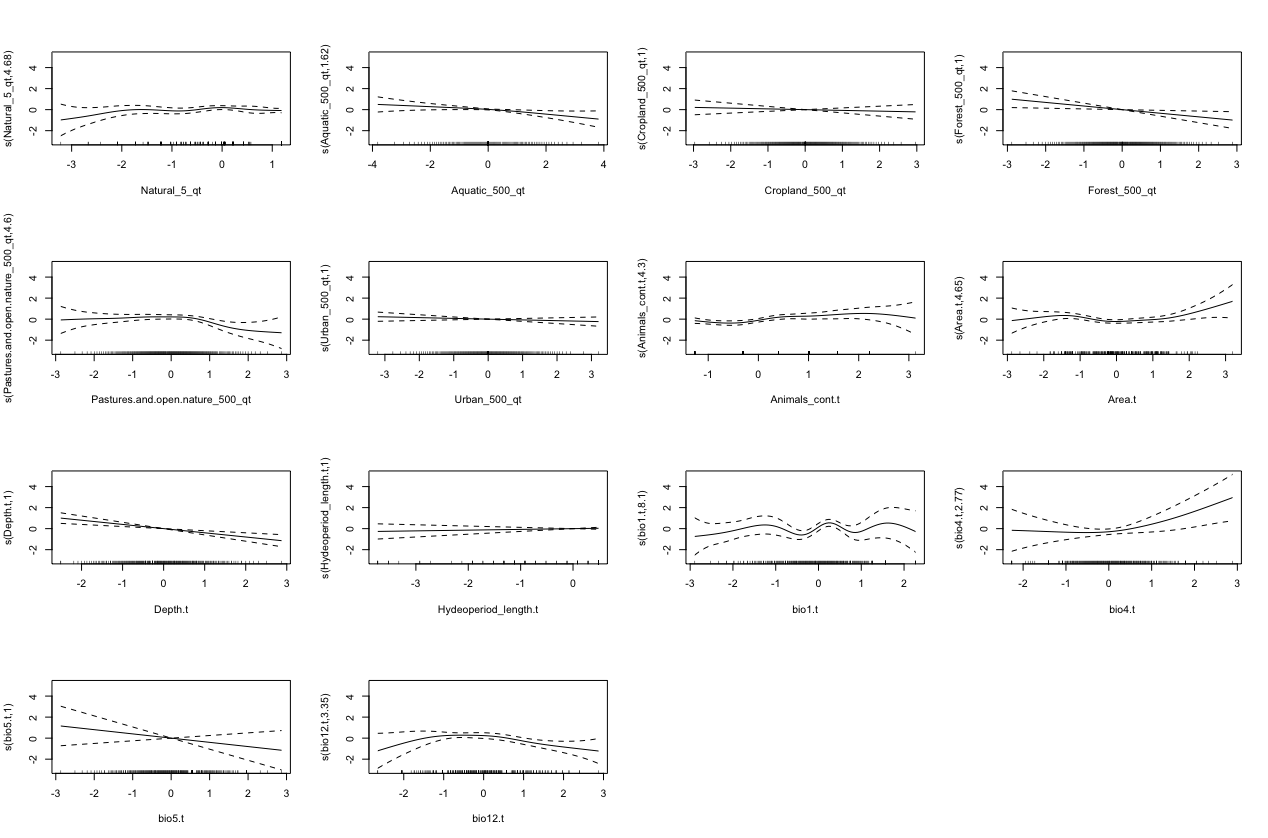 s(Natural_5_qt,4.68)
-2 0 2 4
-3 -2 -1 0 1
Natural_5_qt
s(Aquatic_500_qt,1.62)
-2 0 2 4
-4 -2 0 2 4
Aquatic_500_qt
s(Cropland_500_qt,1)
-2 0 2 4
-3 -2 -1 0 1 2 3
Cropland_500_qt
s(Forest_500_qt,1)
-2 0 2 4
-3 -2 -1 0 1 2 3
Forest_500_qt
s(Pastures.and.open.nature_500_qt,4.6)
-2 0 2 4
-3 -2 -1 0 1 2 3
Pastures.and.open.nature_500_qt
s(Urban_500_qt,1)
-2 0 2 4
-3 -2 -1 0 1 2 3
Urban_500_qt
s(Animals_cont.t,4.3)
-2 0 2 4
-1 0 1 2 3
Animals_cont.t
s(Area.t,4.65)
-2 0 2 4
-3 -2 -1 0 1 2 3
Area.t
s(Depth.t,1)
-2 0 2 4
-2 -1 0 1 2 3
Depth.t
s(Hydeoperiod_length.t,1)
-2 0 2 4
-3 -2 -1 0
Hydeoperiod_length.t
s(bio1.t,8.1)
-2 0 2 4
-3 -2 -1 0 1 2
bio1.t
s(bio4.t,2.77)
-2 0 2 4
-2 -1 0 1 2 3
bio4.t
s(bio5.t,1)
-2 0 2 4
-3 -2 -1 0 1 2 3
bio5.t
s(bio12.t,3.35)
-2 0 2 4
-2 -1 0 1 2 3
bio12.t